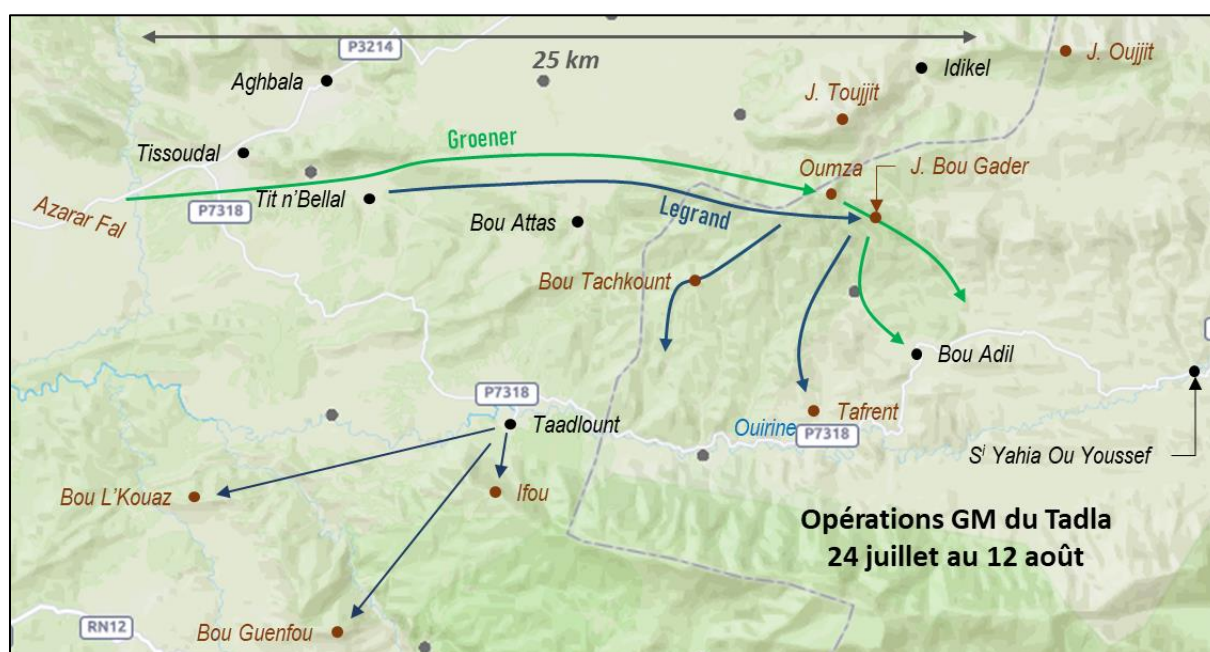 P3214
25 km
Idikel
J. Oujjit
Aghbala
J. Toujjit
Groener
Tissoudal
Oumza
J. Bou Gader
Tit n'Bellal
Azarar Fal
P7318
Bou Attas
Legrand
Bou Tachkount
Bou Adil
P7318
Taadlount
Ouirine
Tafrent
P7318
Sⁱ Yahia Ou Youssef
Bou L'Kouaz
Ifou
Opérations GM du Tadla
24 juillet au 12 août
RN12
Bou Guenfou